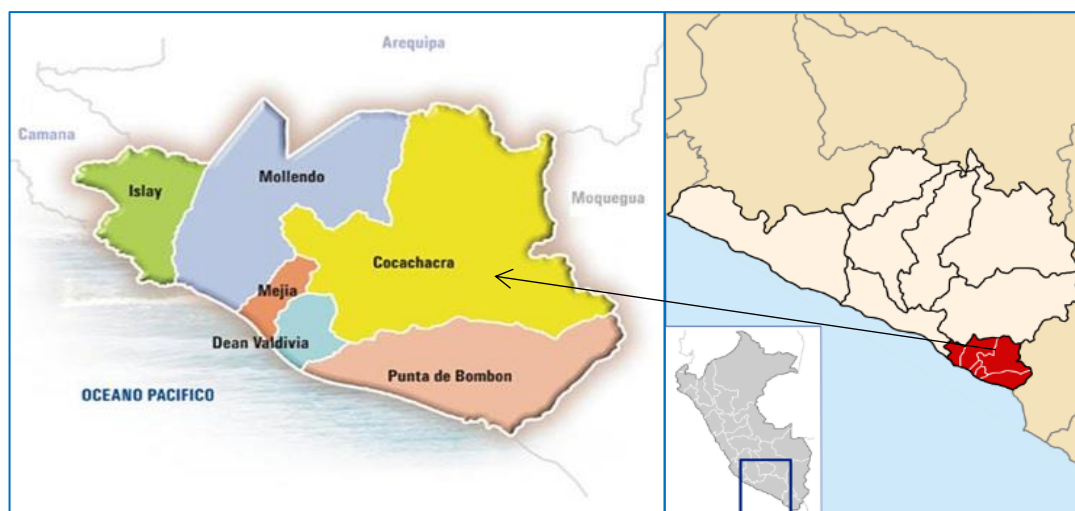 Arequipa
Camana
Mollendo
Islay
Moquegua
Cocachacra
Mejia
Dean Valdivia
Punta de Bombon
OCEANO PACIFICO